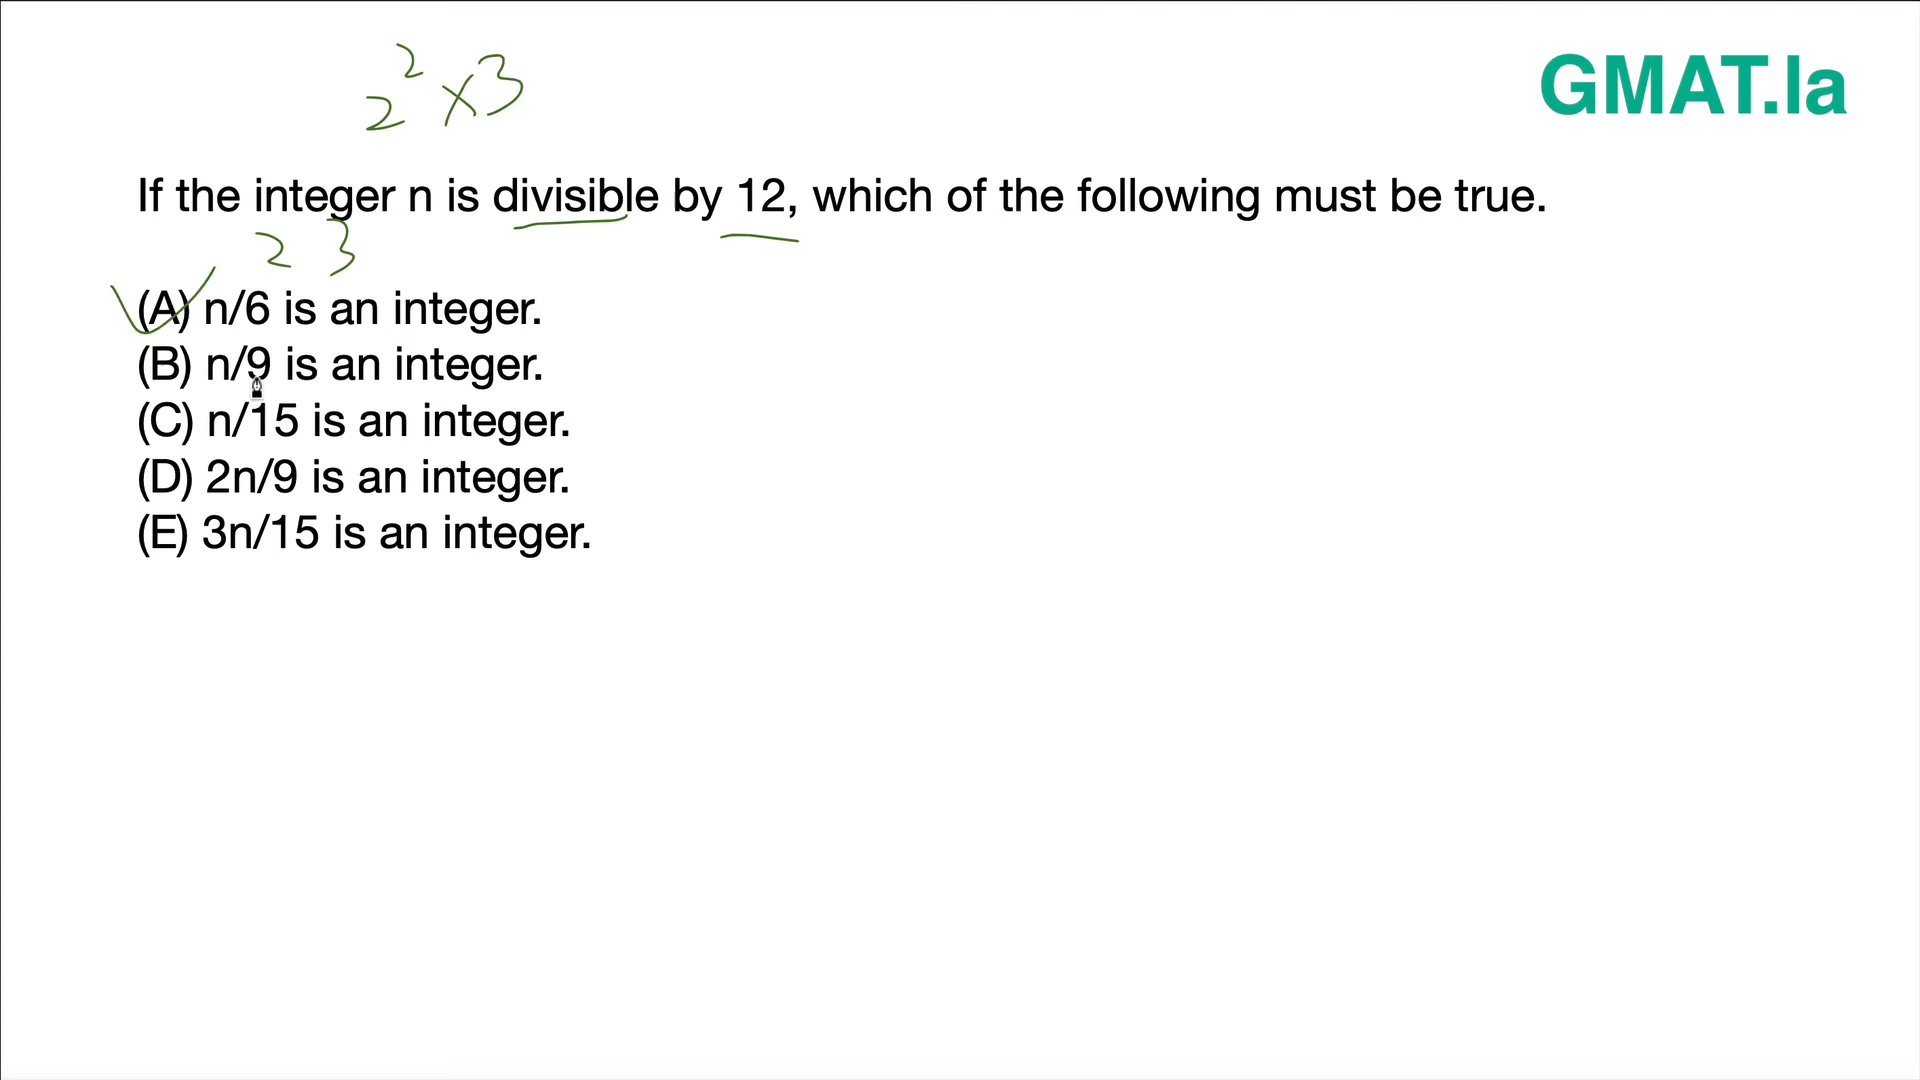 2² × 3
GMAT.la
If the integer n is divisible by 12, which of the following must be true.
2 3
(A) n/6 is an integer.
(B) n/9 is an integer.
(C) n/15 is an integer.
(D) 2n/9 is an integer.
(E) 3n/15 is an integer.